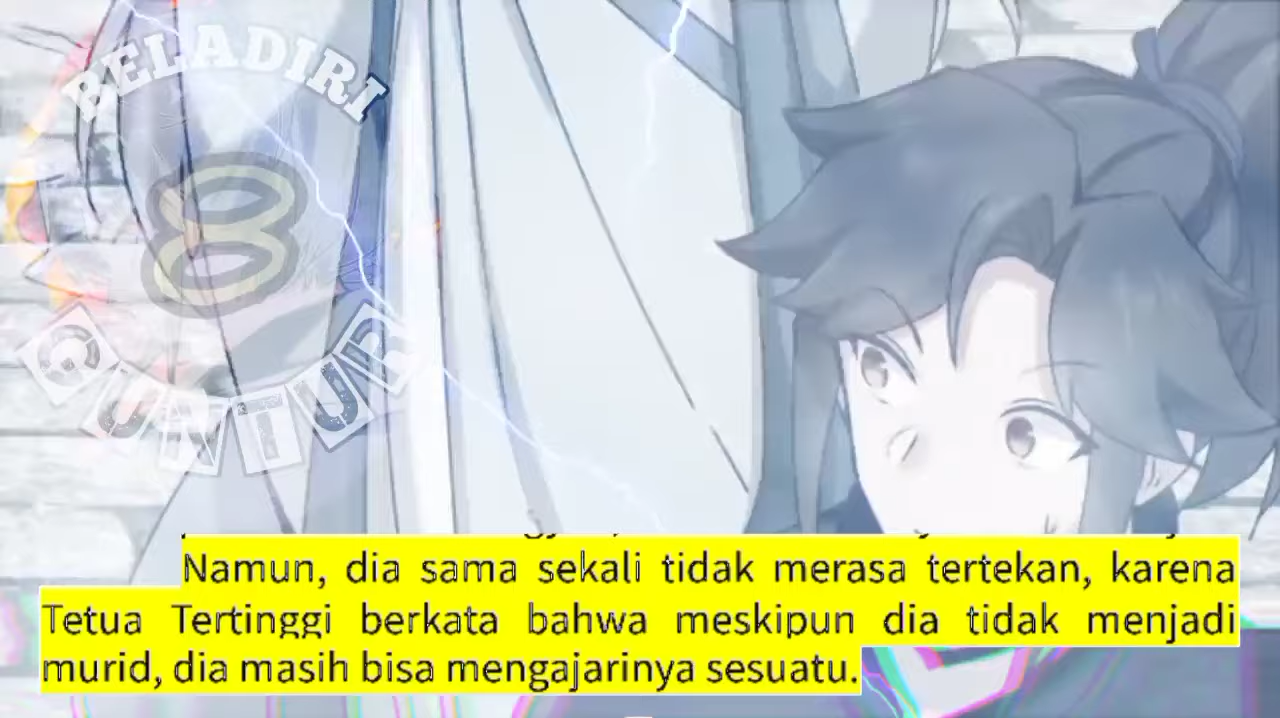 BELADIRI
8
GUNTUR
Namun, dia sama sekali tidak merasa tertekan, karena
Tetua Tertinggi berkata bahwa meskipun dia tidak menjadi
murid, dia masih bisa mengajarinya sesuatu.